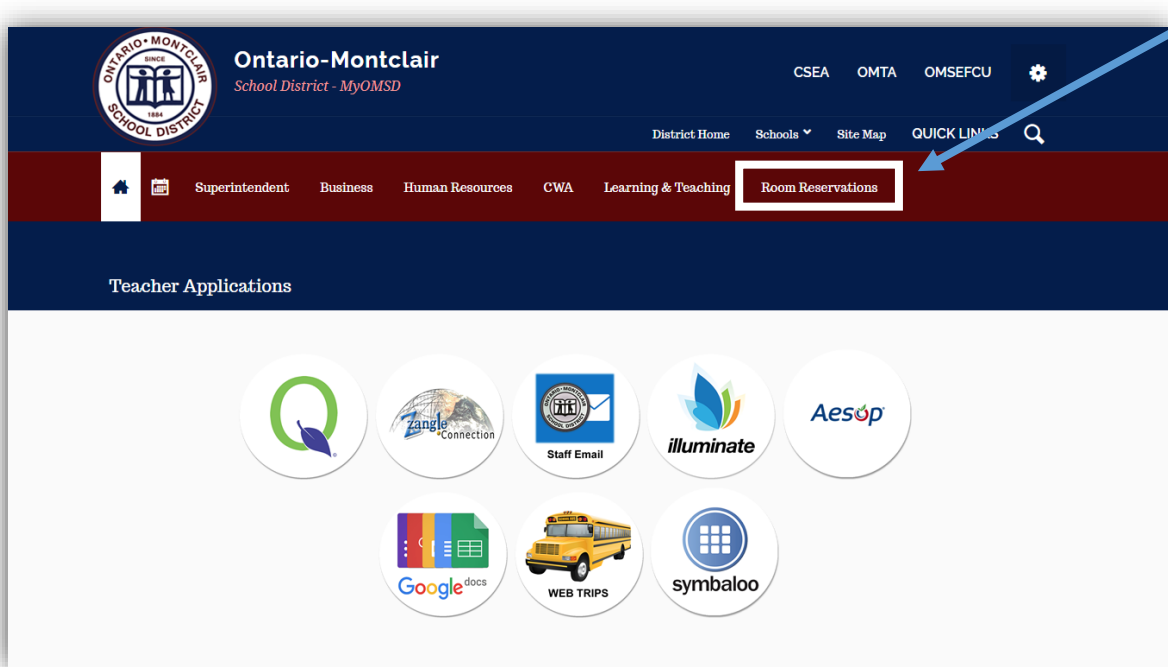 ONTARIO • MONTCLAIR
SINCE
1884
SCHOOL DISTRICT
Ontario-Montclair
School District - MyOMSD
CSEA OMTA OMSEFCU
District Home Schools Site Map QUICK LINKS
Superintendent Business Human Resources CWA Learning & Teaching Room Reservations
Teacher Applications
Q
Zangle Connection
Staff Email
illuminate
Aesop
Google docs
WEB TRIPS
symbaloo